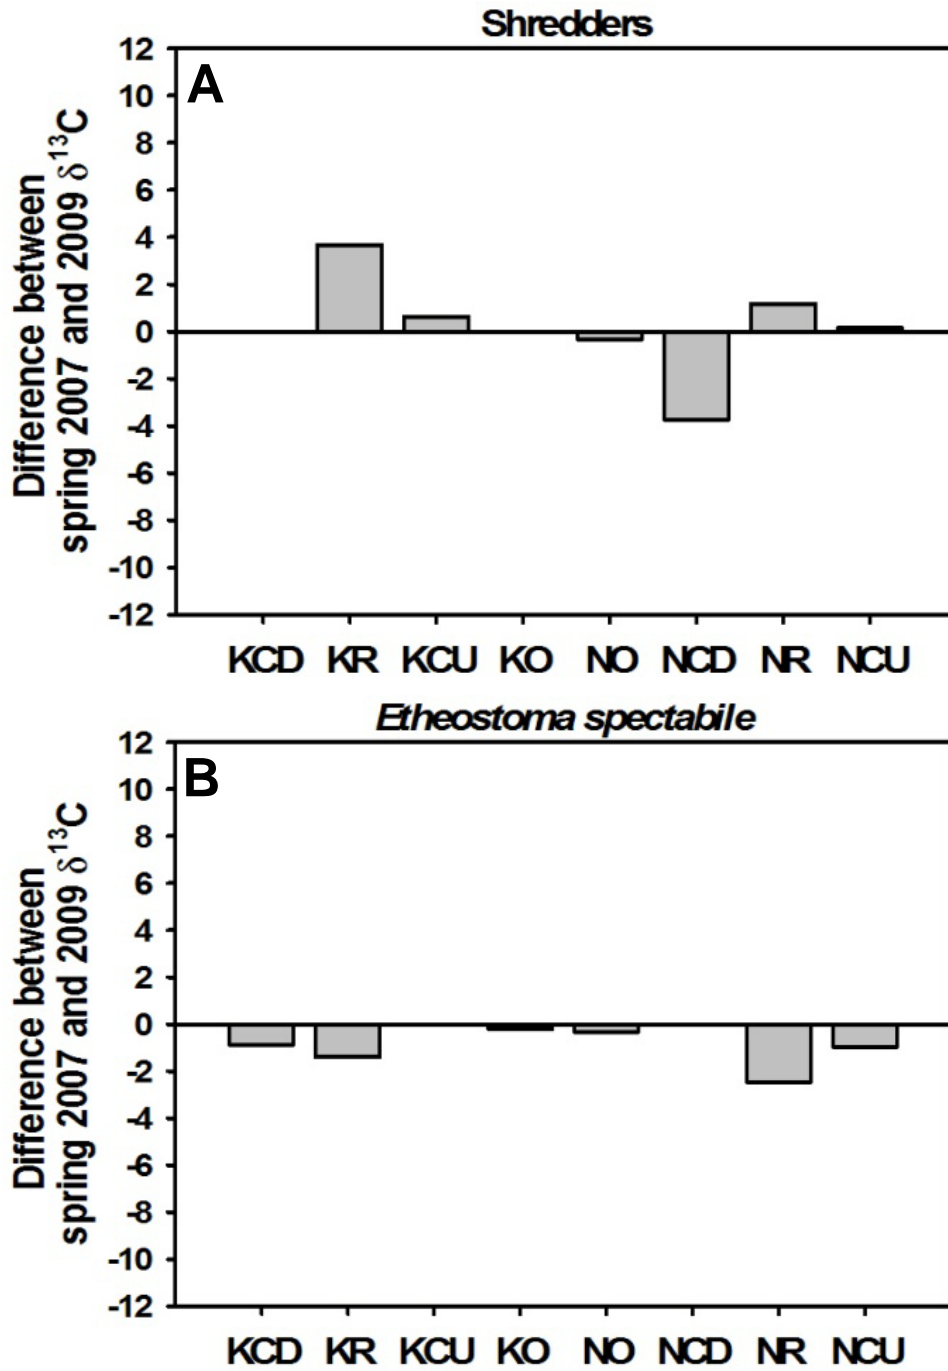 Shredders
A
12
10
8
6
4
2
0
-2
-4
-6
-8
-10
-12
Difference between
spring 2007 and 2009 δ¹³C
KCD KR KCU KO NO NCD NR NCU
Etheostoma spectabile
B
12
10
8
6
4
2
0
-2
-4
-6
-8
-10
-12
Difference between
spring 2007 and 2009 δ¹³C
KCD KR KCU KO NO NCD NR NCU